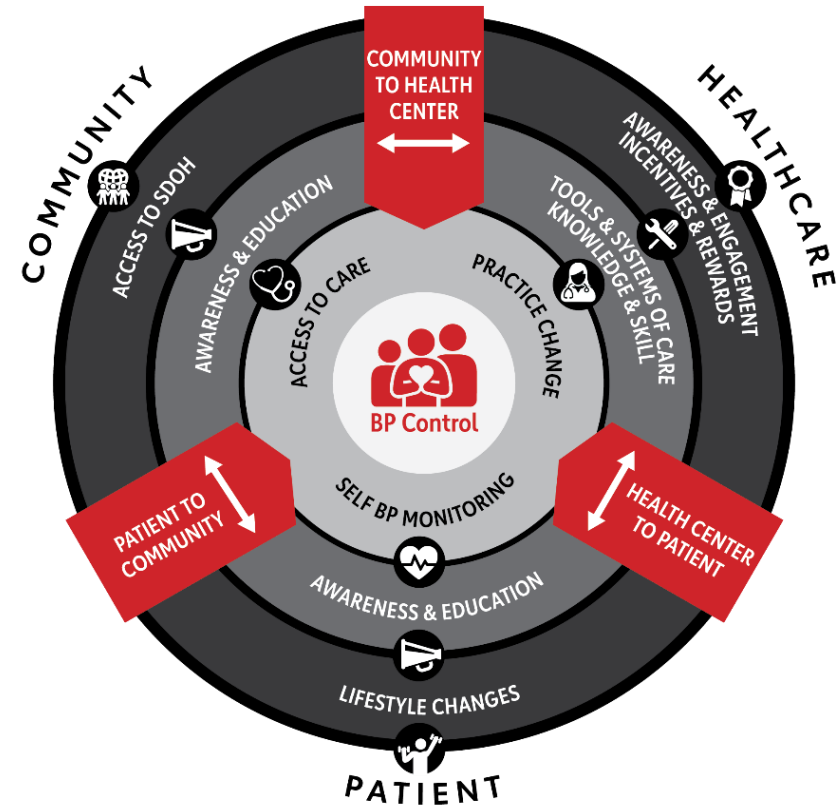 COMMUNITY
TO HEALTH
CENTER
COMMUNITY
HEALTHCARE
ACCESS TO SDOH
AWARENESS & EDUCATION
ACCESS TO CARE
PRACTICE CHANGE
TOOLS & SYSTEMS OF CARE
KNOWLEDGE & SKILL
AWARENESS & ENGAGEMENT
INCENTIVES & REWARDS
BP Control
SELF BP MONITORING
PATIENT TO
COMMUNITY
HEALTH CENTER
TO PATIENT
AWARENESS & EDUCATION
LIFESTYLE CHANGES
PATIENT